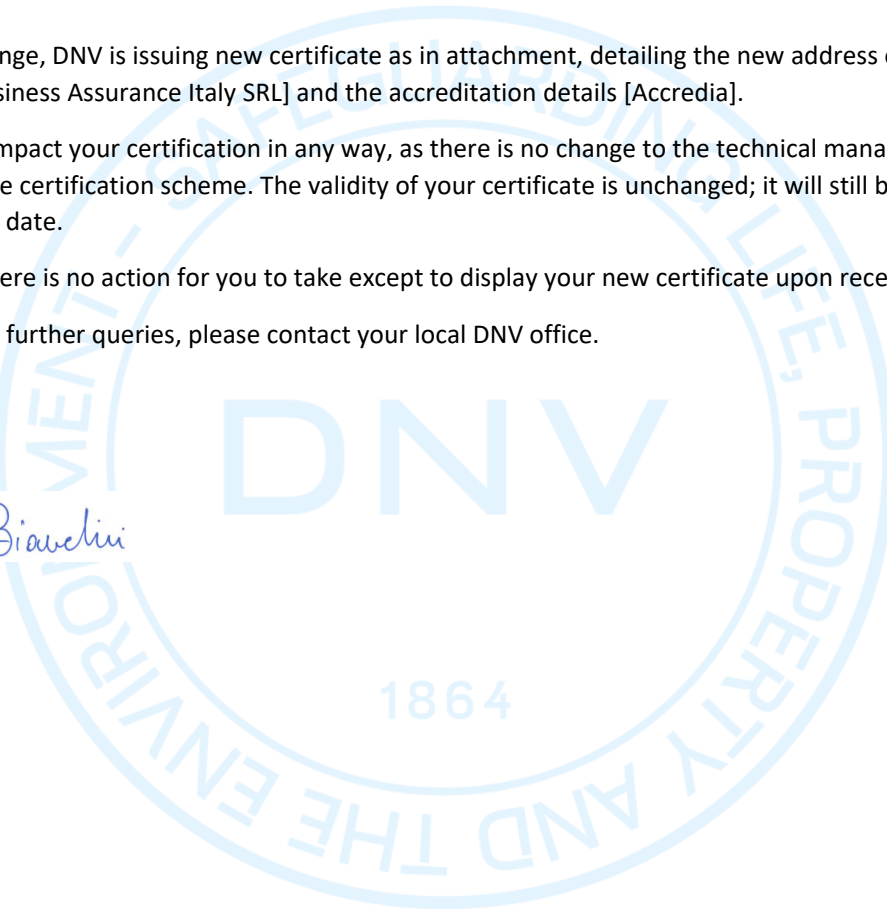 nge, DNV is issuing new certificate as in attachment, detailing the new address
siness Assurance Italy SRL] and the accreditation details [Accredia].
mpact your certification in any way, as there is no change to the technical mana
e certification scheme. The validity of your certificate is unchanged; it will still b
date.
ere is no action for you to take except to display your new certificate upon rece
further queries, please contact your local DNV office.
SAFEGUARDING LIFE, PROPERTY AND THE ENVIRONMENT
DNV
1864